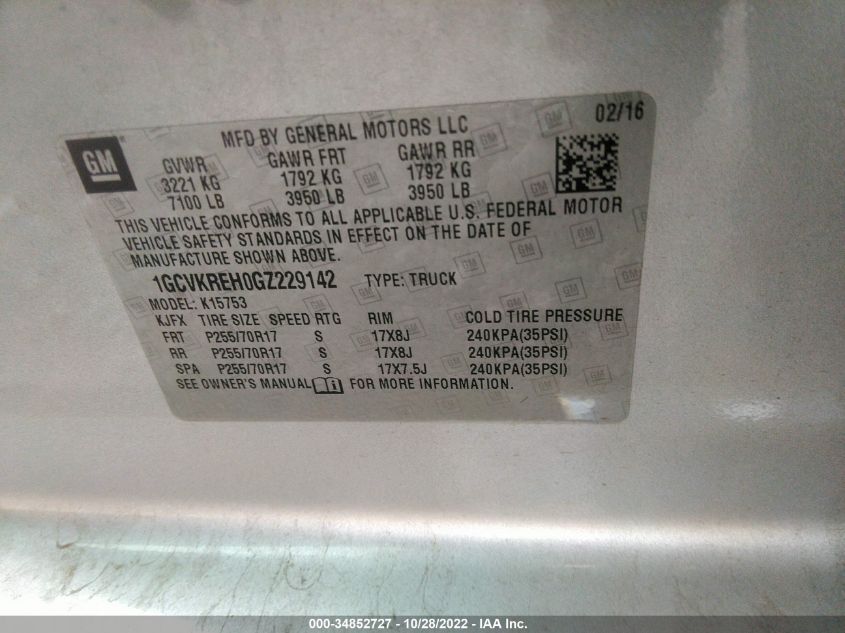 GM
MFD BY GENERAL MOTORS LLC
02/16
GVWR GAWR FRT GAWR RR
3221 KG 1792 KG 1792 KG
7100 LB 3950 LB 3950 LB
THIS VEHICLE CONFORMS TO ALL APPLICABLE U.S. FEDERAL MOTOR
VEHICLE SAFETY STANDARDS IN EFFECT ON THE DATE OF
MANUFACTURE SHOWN ABOVE.
1GCVKREH0GZ229142 TYPE: TRUCK
MODEL: K15753
KJFX TIRE SIZE SPEED RTG RIM COLD TIRE PRESSURE
FRT P255/70R17 S 17X8J 240KPA(35PSI)
RR P255/70R17 S 17X8J 240KPA(35PSI)
SPA P255/70R17 S 17X7.5J 240KPA(35PSI)
SEE OWNER'S MANUAL FOR MORE INFORMATION.
000-34852727 - 10/28/2022 - IAA Inc.